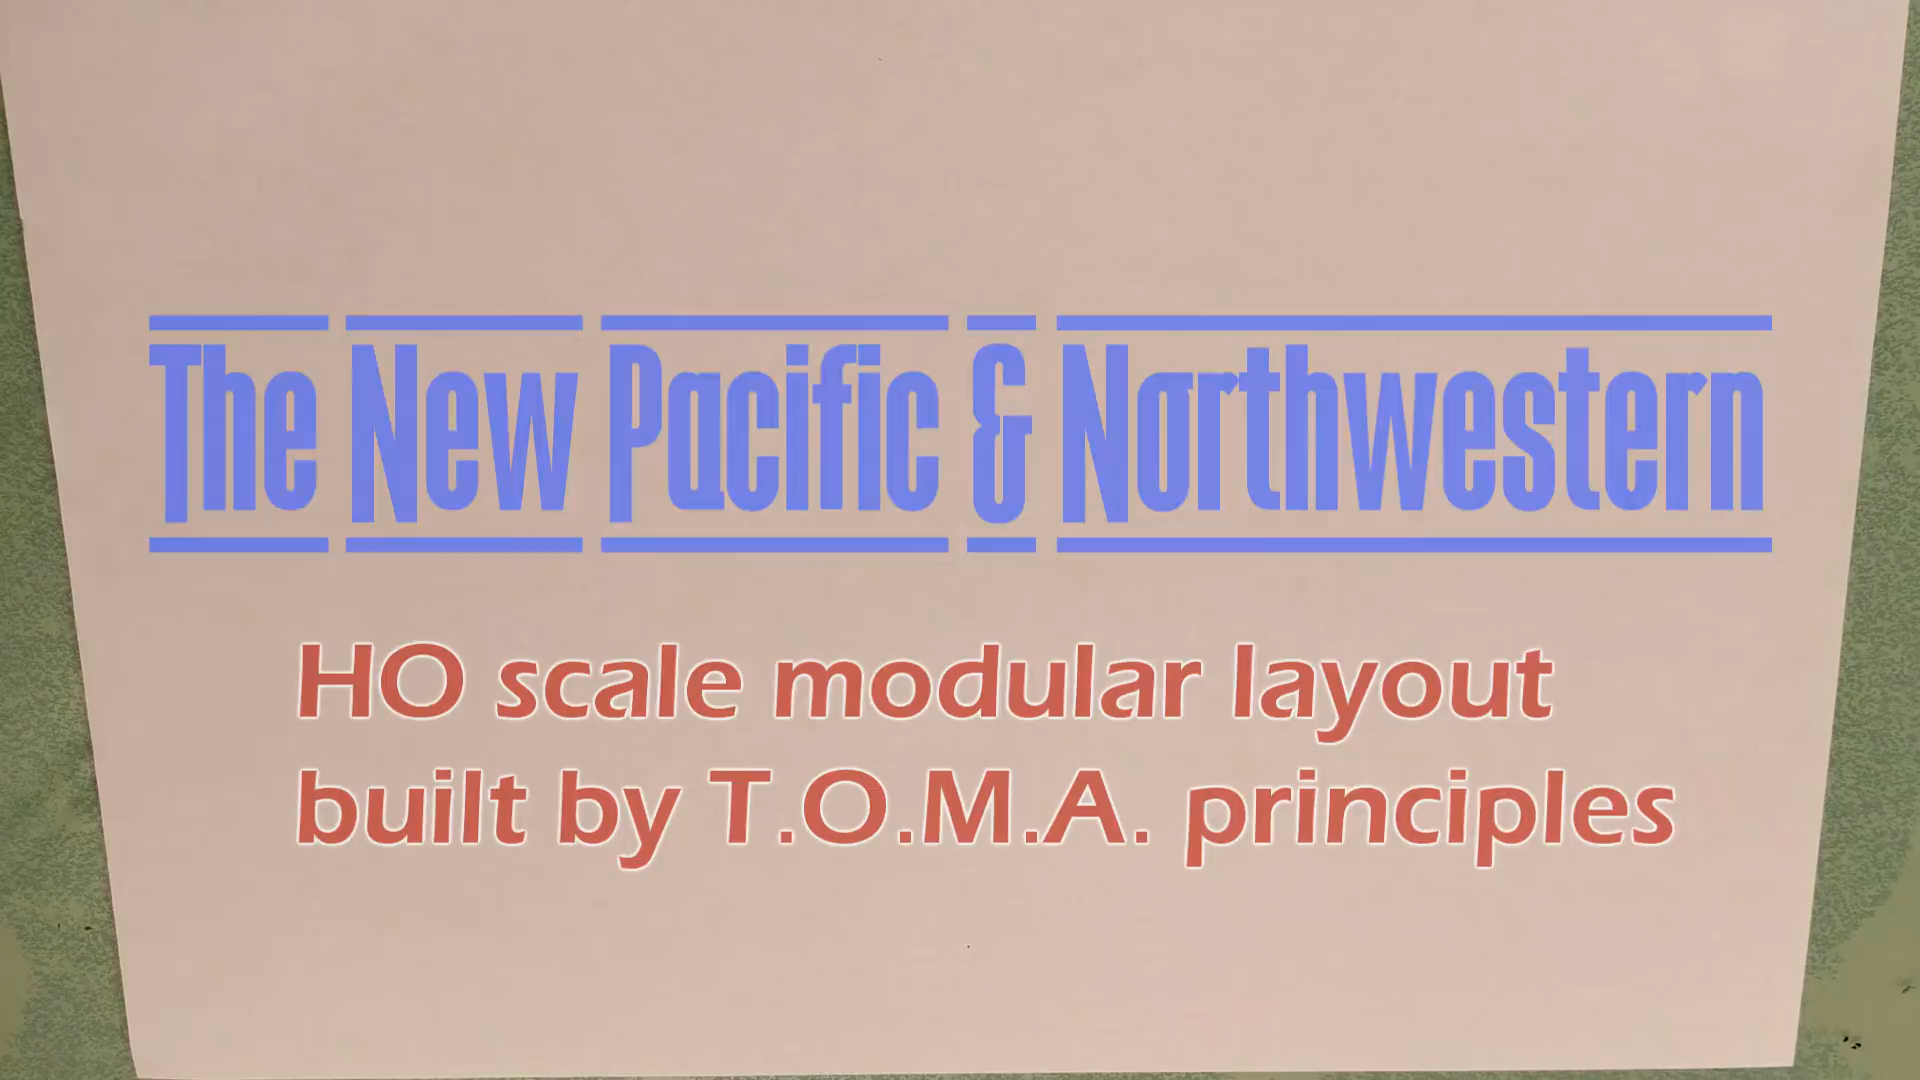 The New Pacific & Northwestern
HO scale modular layout
built by T.O.M.A. principles